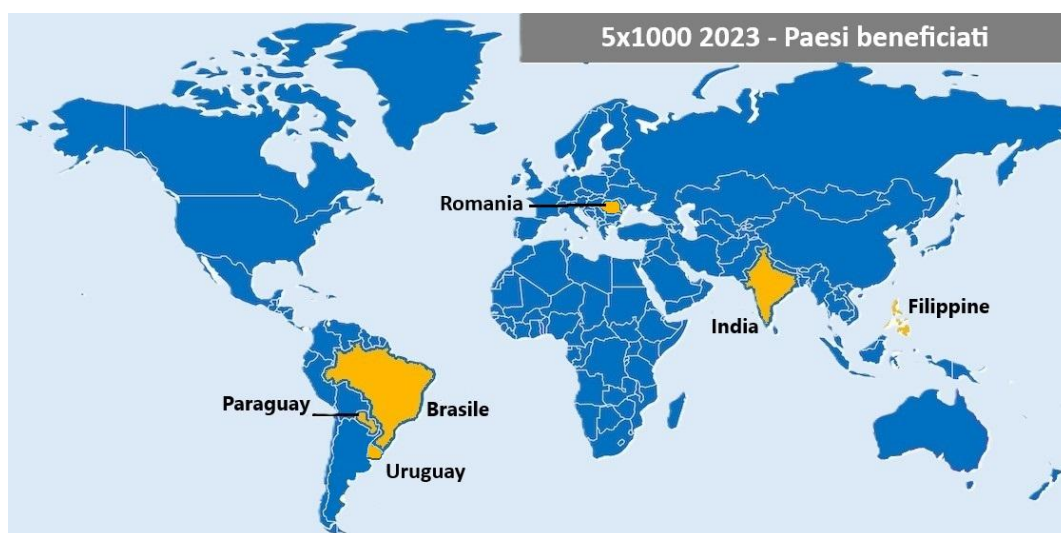 5x1000 2023 - Paesi beneficiati
Romania
Filippine
India
Paraguay
Brasile
Uruguay